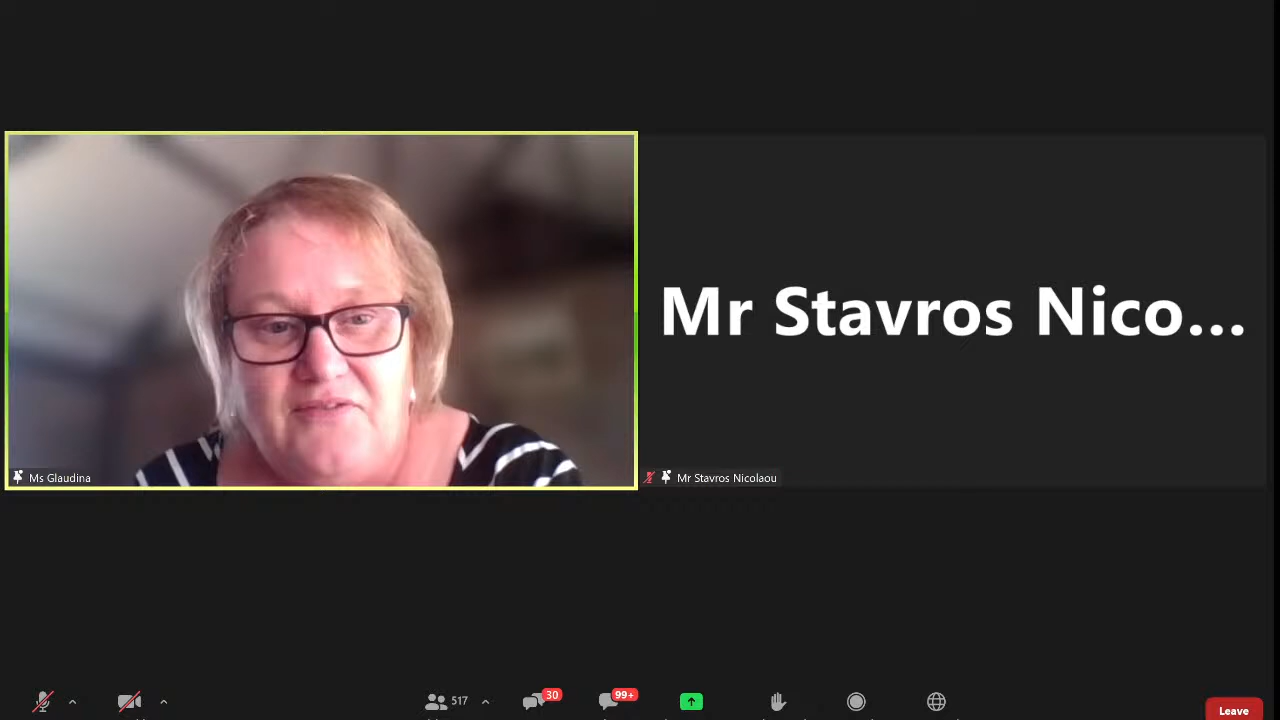 Mr Stavros Nico...
Ms Glaudina
Mr Stavros Nicolaou
517
30
99+
Leave